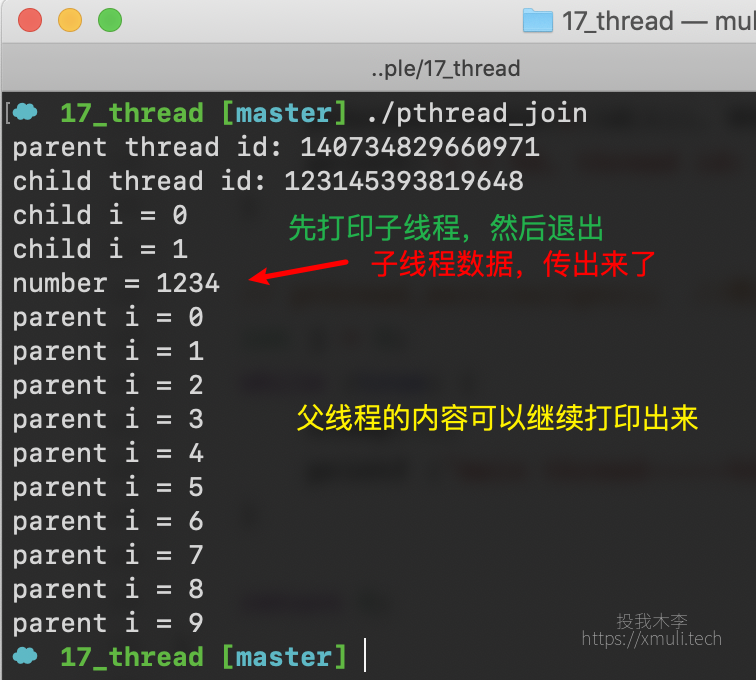 17_thread — mul
..ple/17_thread
17_thread [master] ./pthread_join
parent thread id: 140734829660971
child thread id: 123145393819648
child i = 0
先打印子线程，然后退出
child i = 1
子线程数据，传出来了
number = 1234
parent i = 0
parent i = 1
parent i = 2
parent i = 3
父线程的内容可以继续打印出来
parent i = 4
parent i = 5
parent i = 6
parent i = 7
parent i = 8
parent i = 9
投我木李
https://xmuli.tech
17_thread [master]